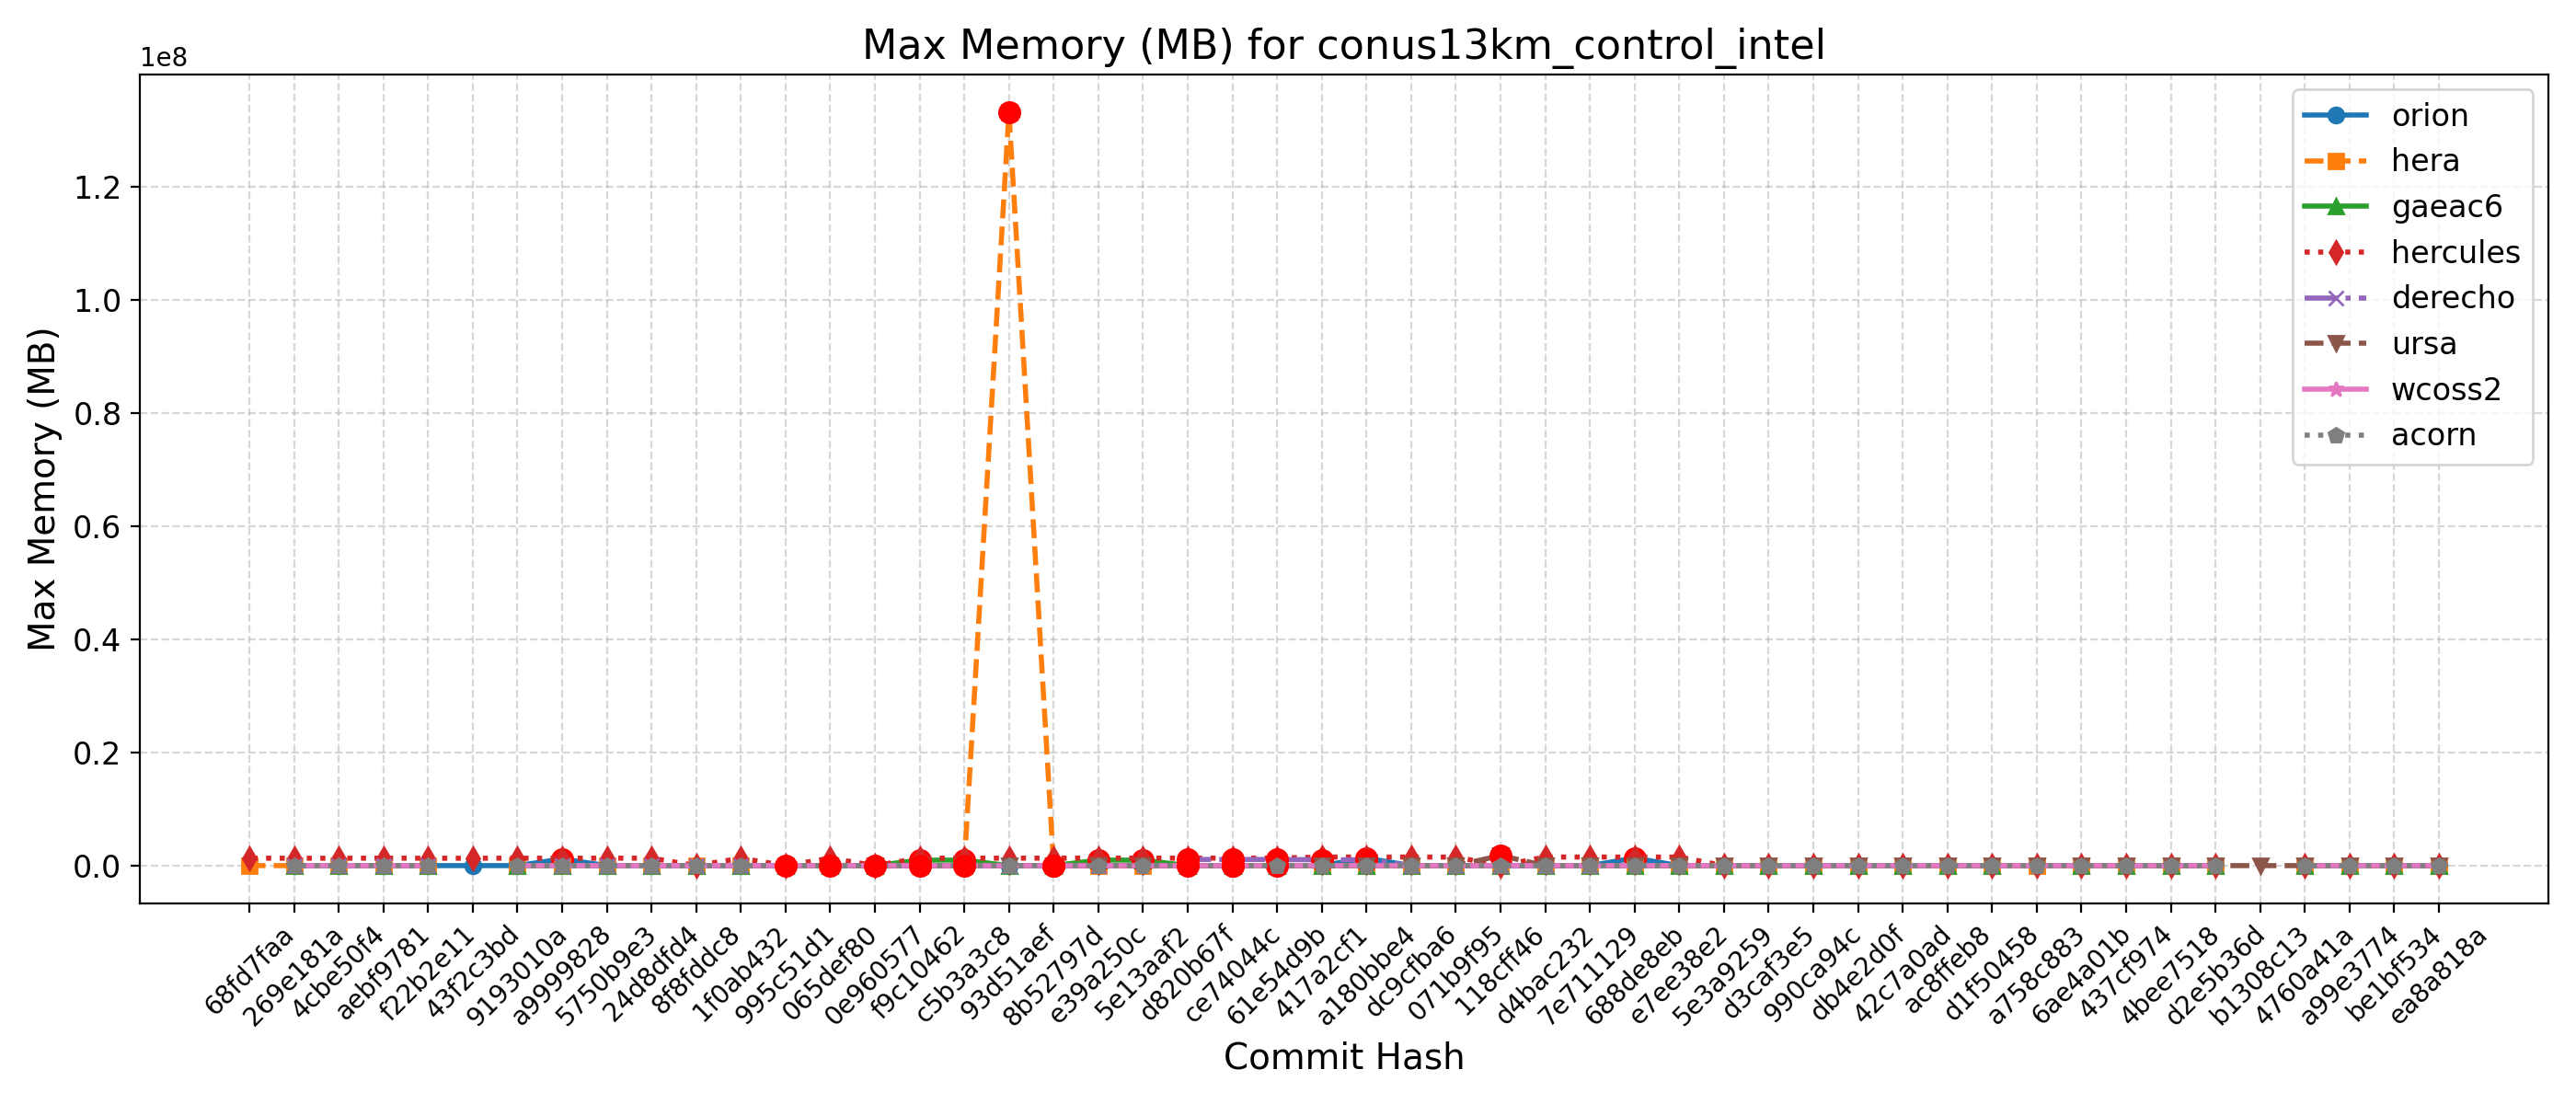 Max Memory (MB) for conus13km_control_intel
1e8
1.2
1.0
0.8
0.6
0.4
0.2
0.0
Max Memory (MB)
orion
hera
gaeac6
hercules
derecho
ursa
wcoss2
acorn
68fd7faa
269e181a
4cbe50f4
aebf9781
f22b2e11
43f2c3bd
9193010a
a9999828
5750b9e3
24d8dfd4
8f8fddc8
1f0ab432
995c51d1
065def80
0e960577
f9c10462
c5b3a3c8
93d51aef
8b52797d
e39a250c
5e13aaf2
d820b67f
ce74044c
61e54d9b
417a2cf1
a180bbe4
dc9cfba6
071b9f95
118cff46
d4bac232
7e711129
688de8eb
e7ee38e2
5e3a9259
d3caf3e5
990ca94c
db4e2d0f
42c7a0ad
ac8ffeb8
d1f50458
a758c883
6ae4a01b
437cf974
4bee7518
d2e5b36d
b1308c13
4760a41a
a99e3774
be1bf534
ea8a818a
Commit Hash